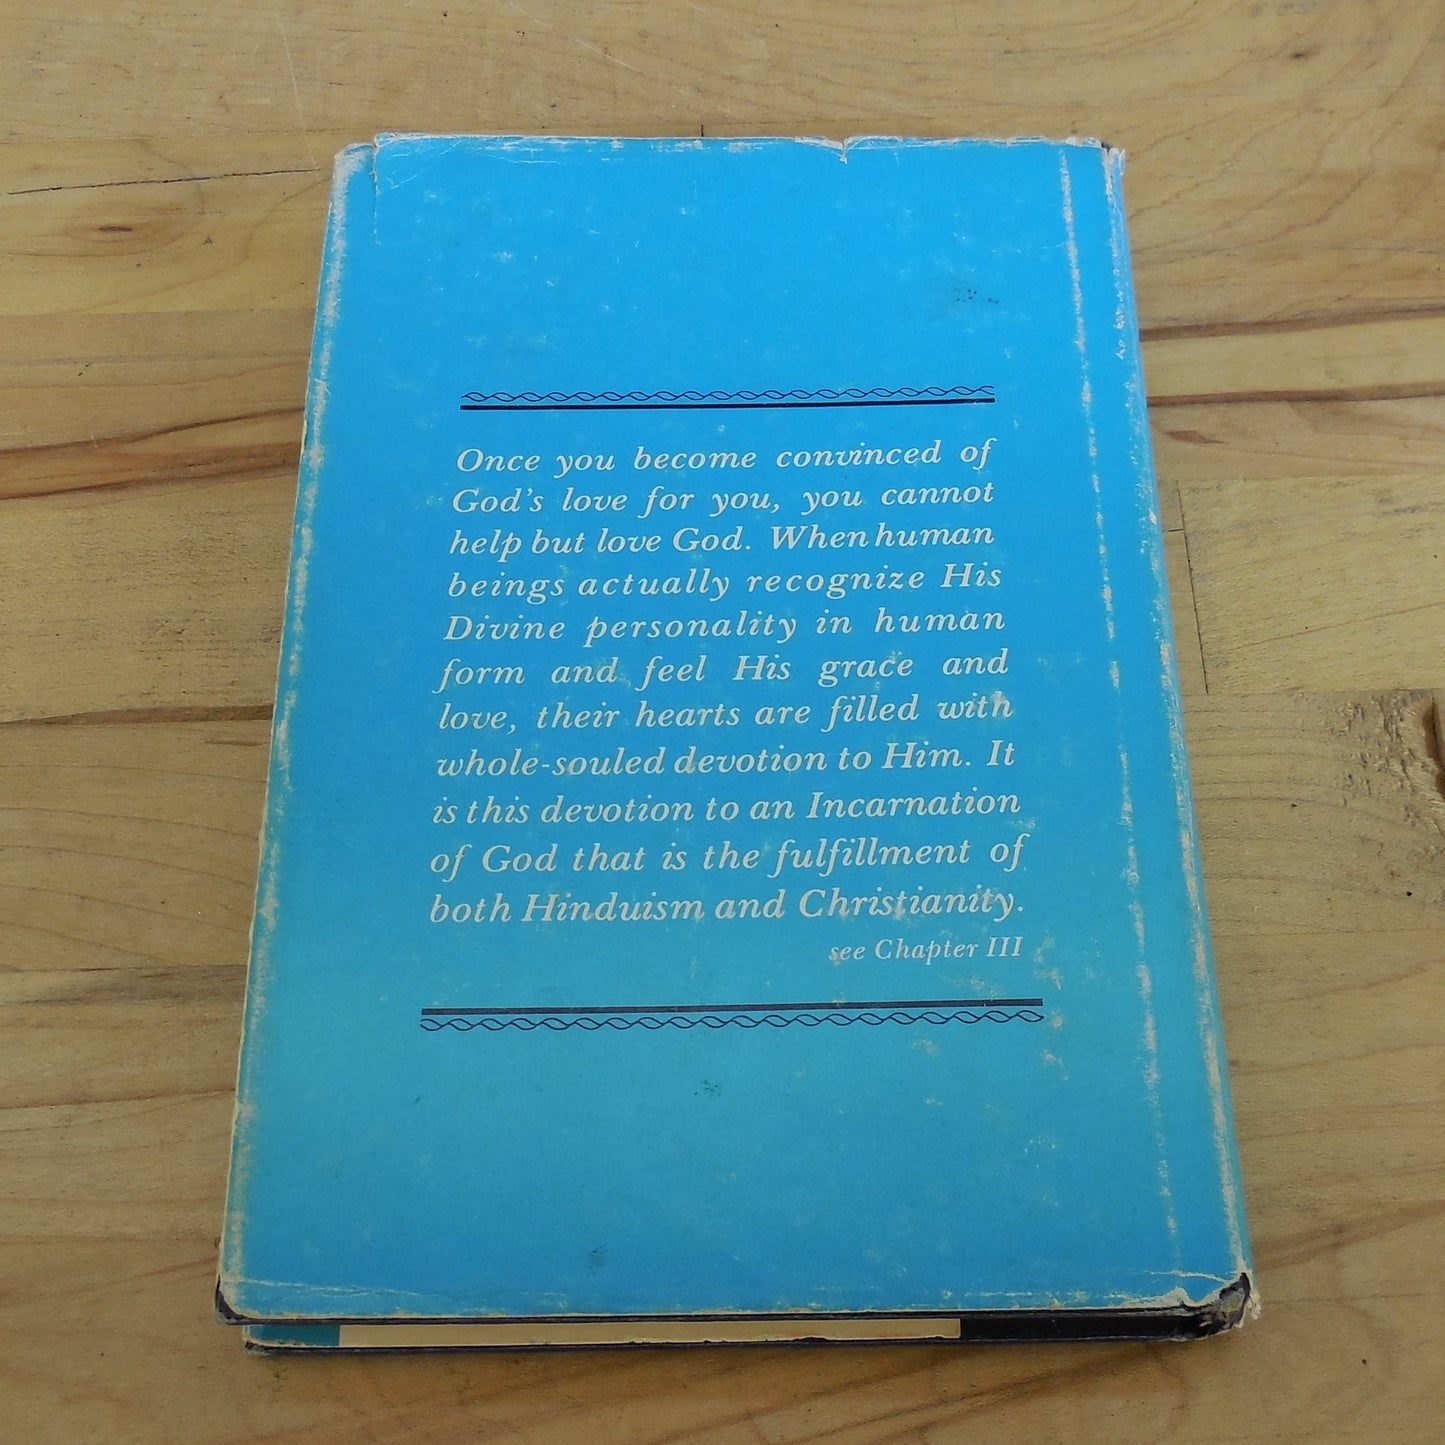 Once you become convinced of
God's love for you, you cannot
help but love God. When human
beings actually recognize His
Divine personality in human
form and feel His grace and
love, their hearts are filled with
whole-souled devotion to Him. It
is this devotion to an Incarnation
of God that is the fulfillment of
both Hinduism and Christianity.
see Chapter III